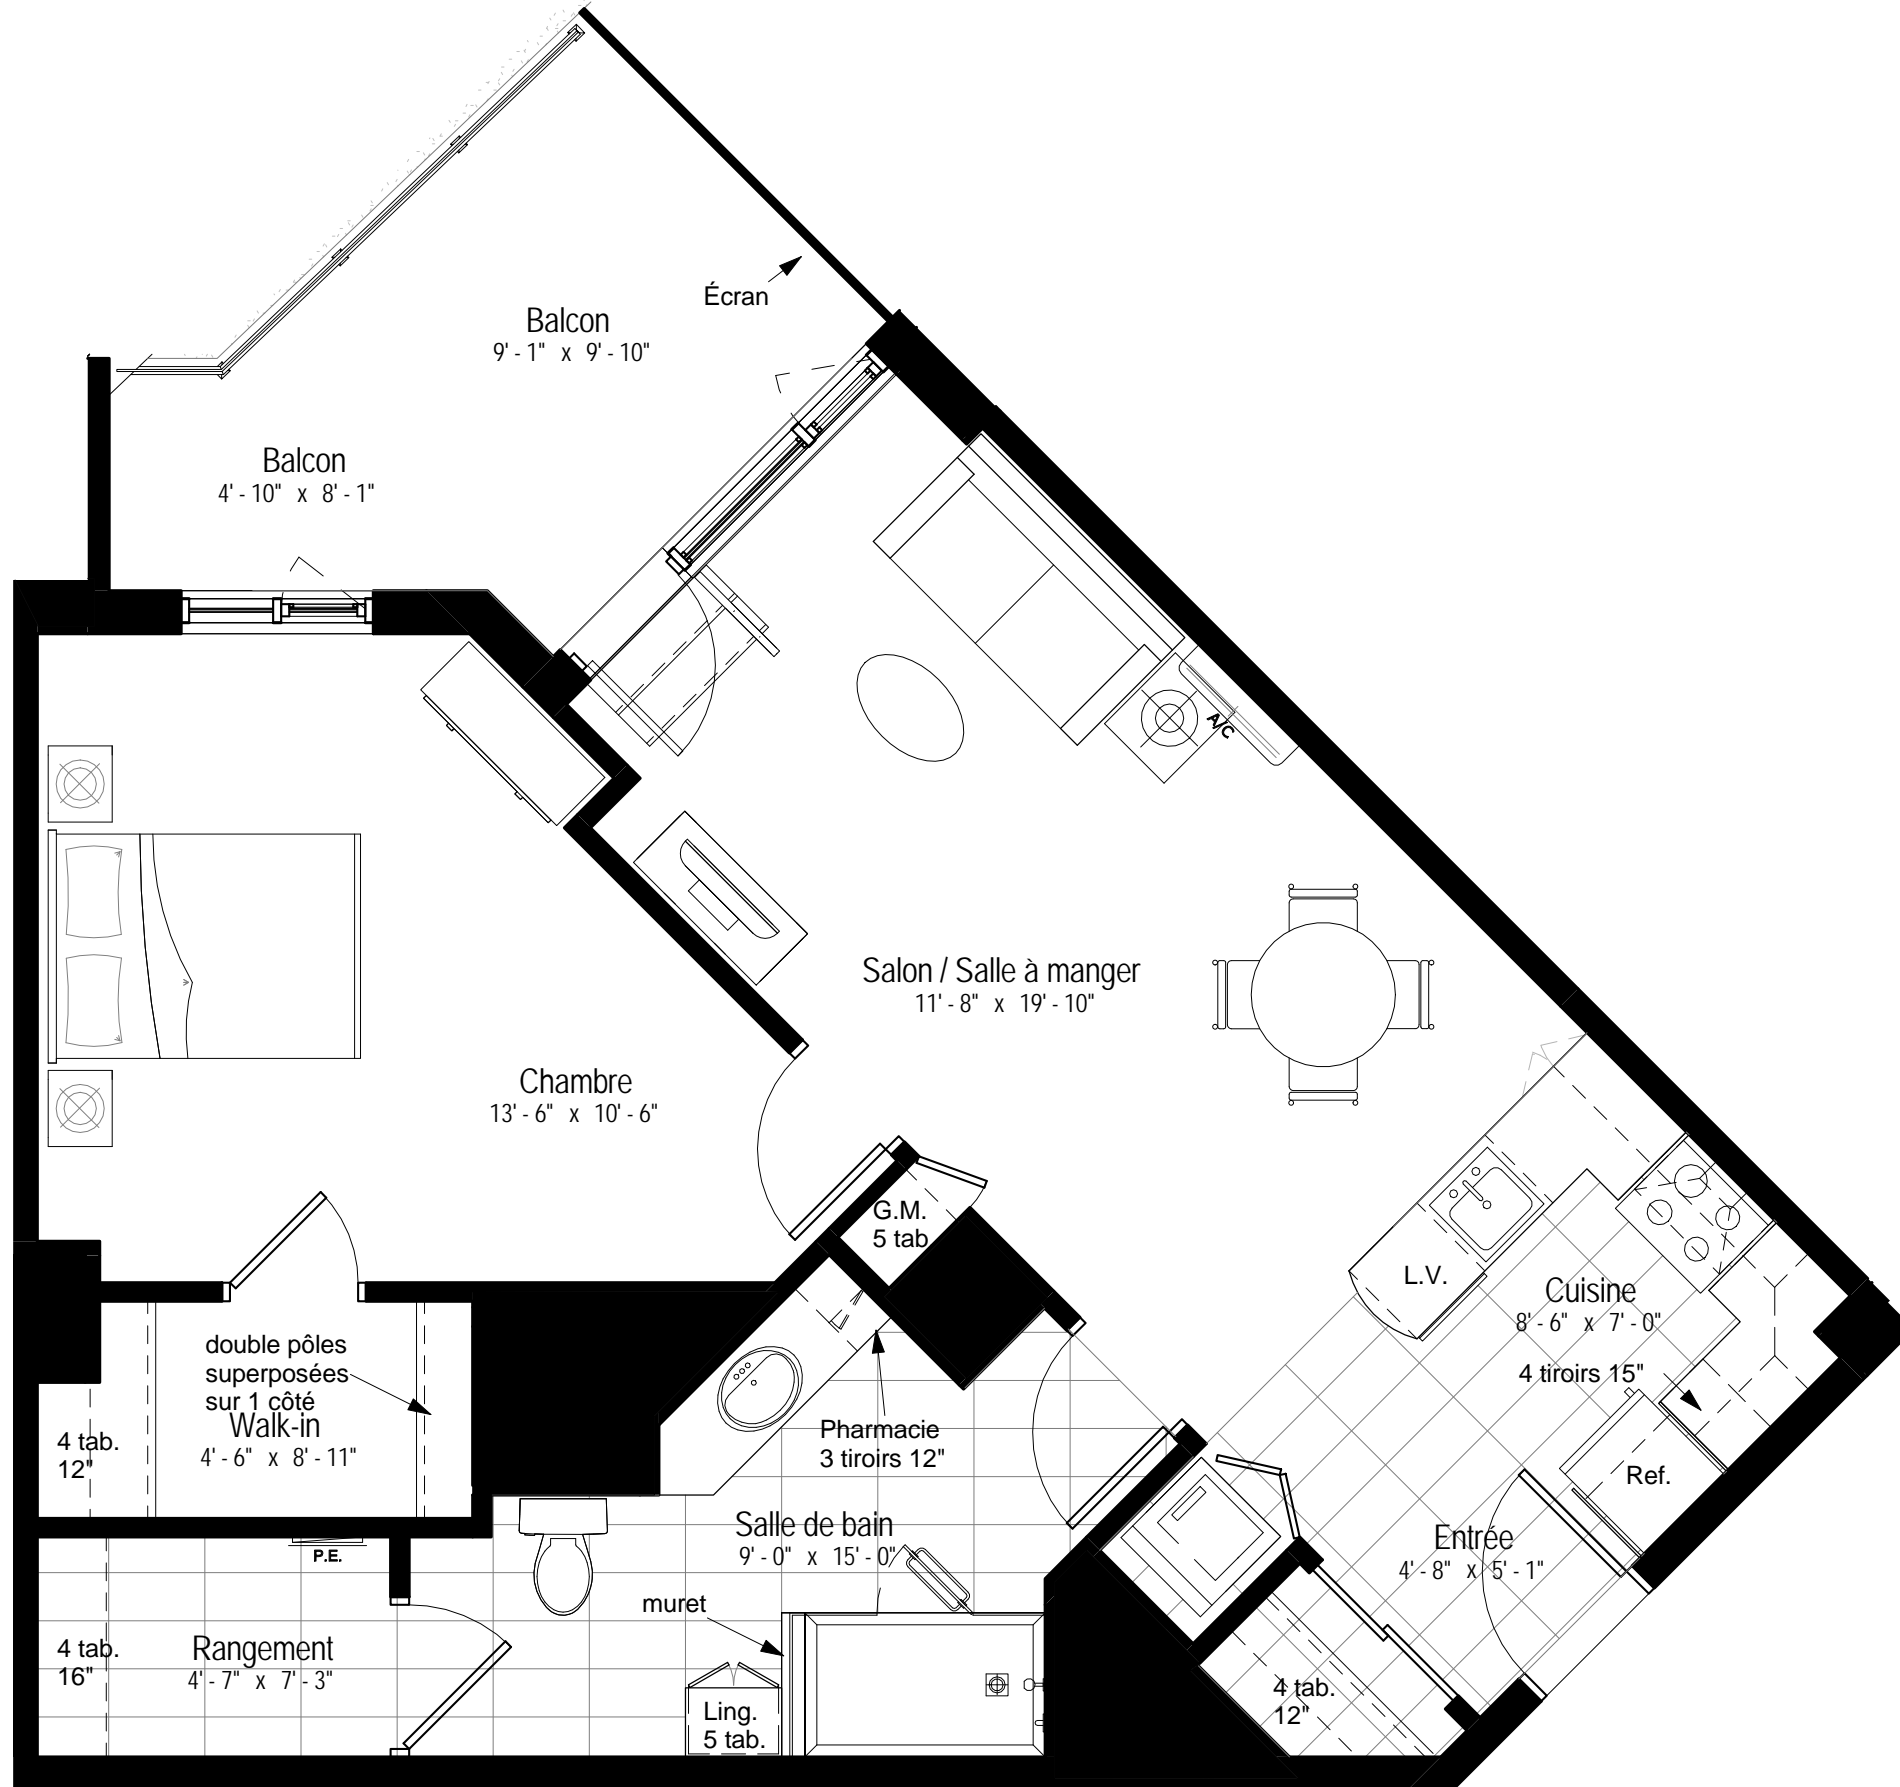 Écran
Balcon
9' - 1" x 9' - 10"
Balcon
4' - 10" x 8' - 1"
A/C
Salon / Salle à manger
11' - 8" x 19' - 10"
Chambre
13' - 6" x 10' - 6"
G.M.
5 tab.
L.V.
Cuisine
8' - 6" x 7' - 0"
4 tiroirs 15"
Ref.
double pôles
superposées
sur 1 côté
Walk-in
4' - 6" x 8' - 11"
4 tab.
12"
Pharmacie
3 tiroirs 12"
Salle de bain
9' - 0" x 15' - 0"
Entrée
4' - 8" x 5' - 1"
P.E.
muret
4 tab.
16"
Rangement
4' - 7" x 7' - 3"
Ling.
5 tab.
4 tab.
12"